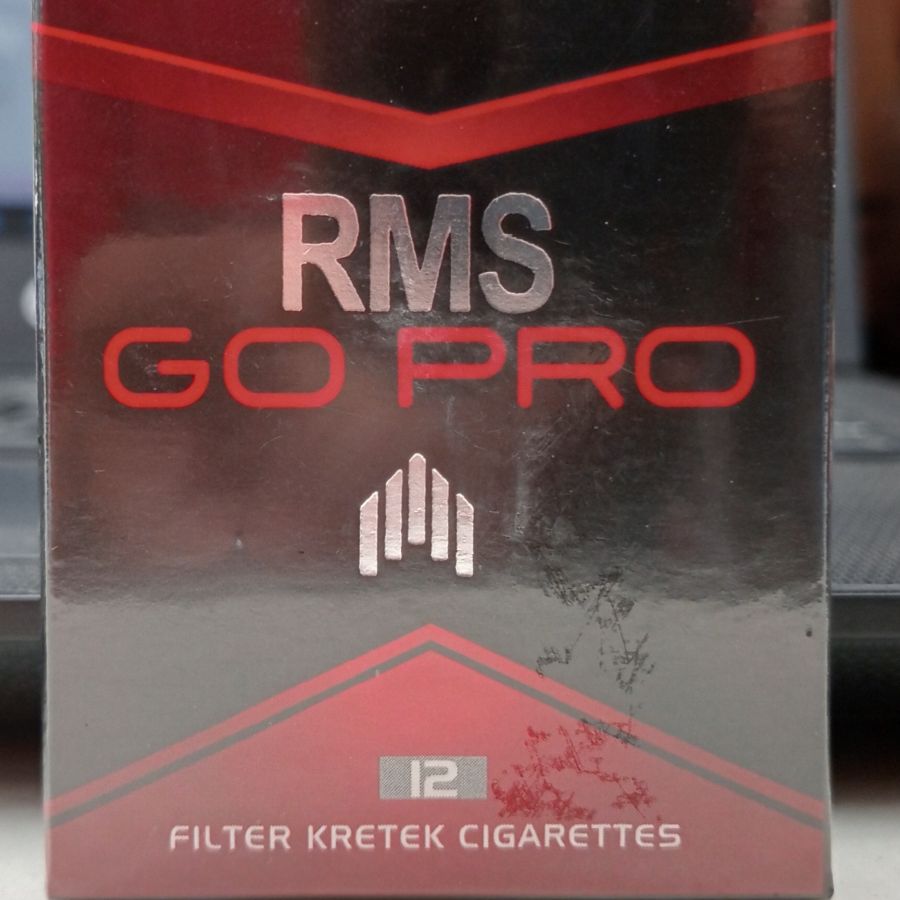 RMS
GO PRO
12
FILTER KRETEK CIGARETTES